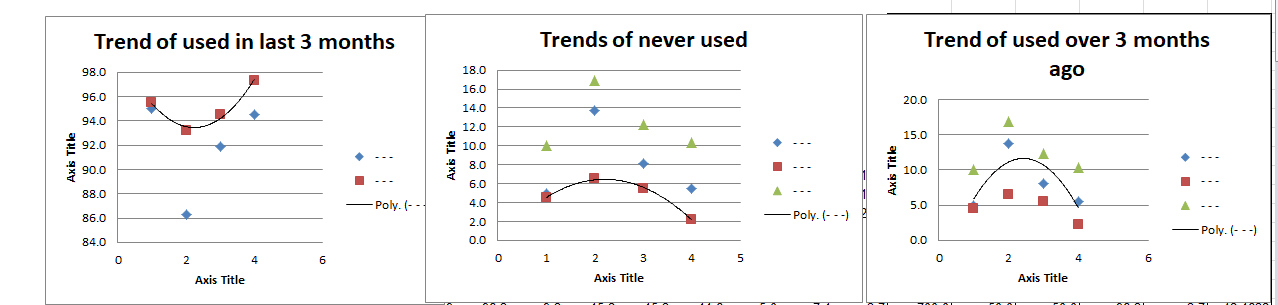 Trend of used in last 3 months
98.0
96.0
94.0
92.0
90.0
88.0
86.0
84.0
0 2 4 6
Axis Title
Axis Title
- - -
- - -
Poly. (- - -
Trends of never used
18.0
16.0
14.0
12.0
10.0
8.0
6.0
4.0
2.0
0.0
0 1 2 3 4 5
Axis Title
Axis Title
- - -
- - -
- - -
Poly. (- - -)
Trend of used over 3 months
ago
20.0
15.0
10.0
5.0
0.0
0 2 4 6
Axis Title
Axis Title
- - -
- - -
- - -
Poly. (- - -)